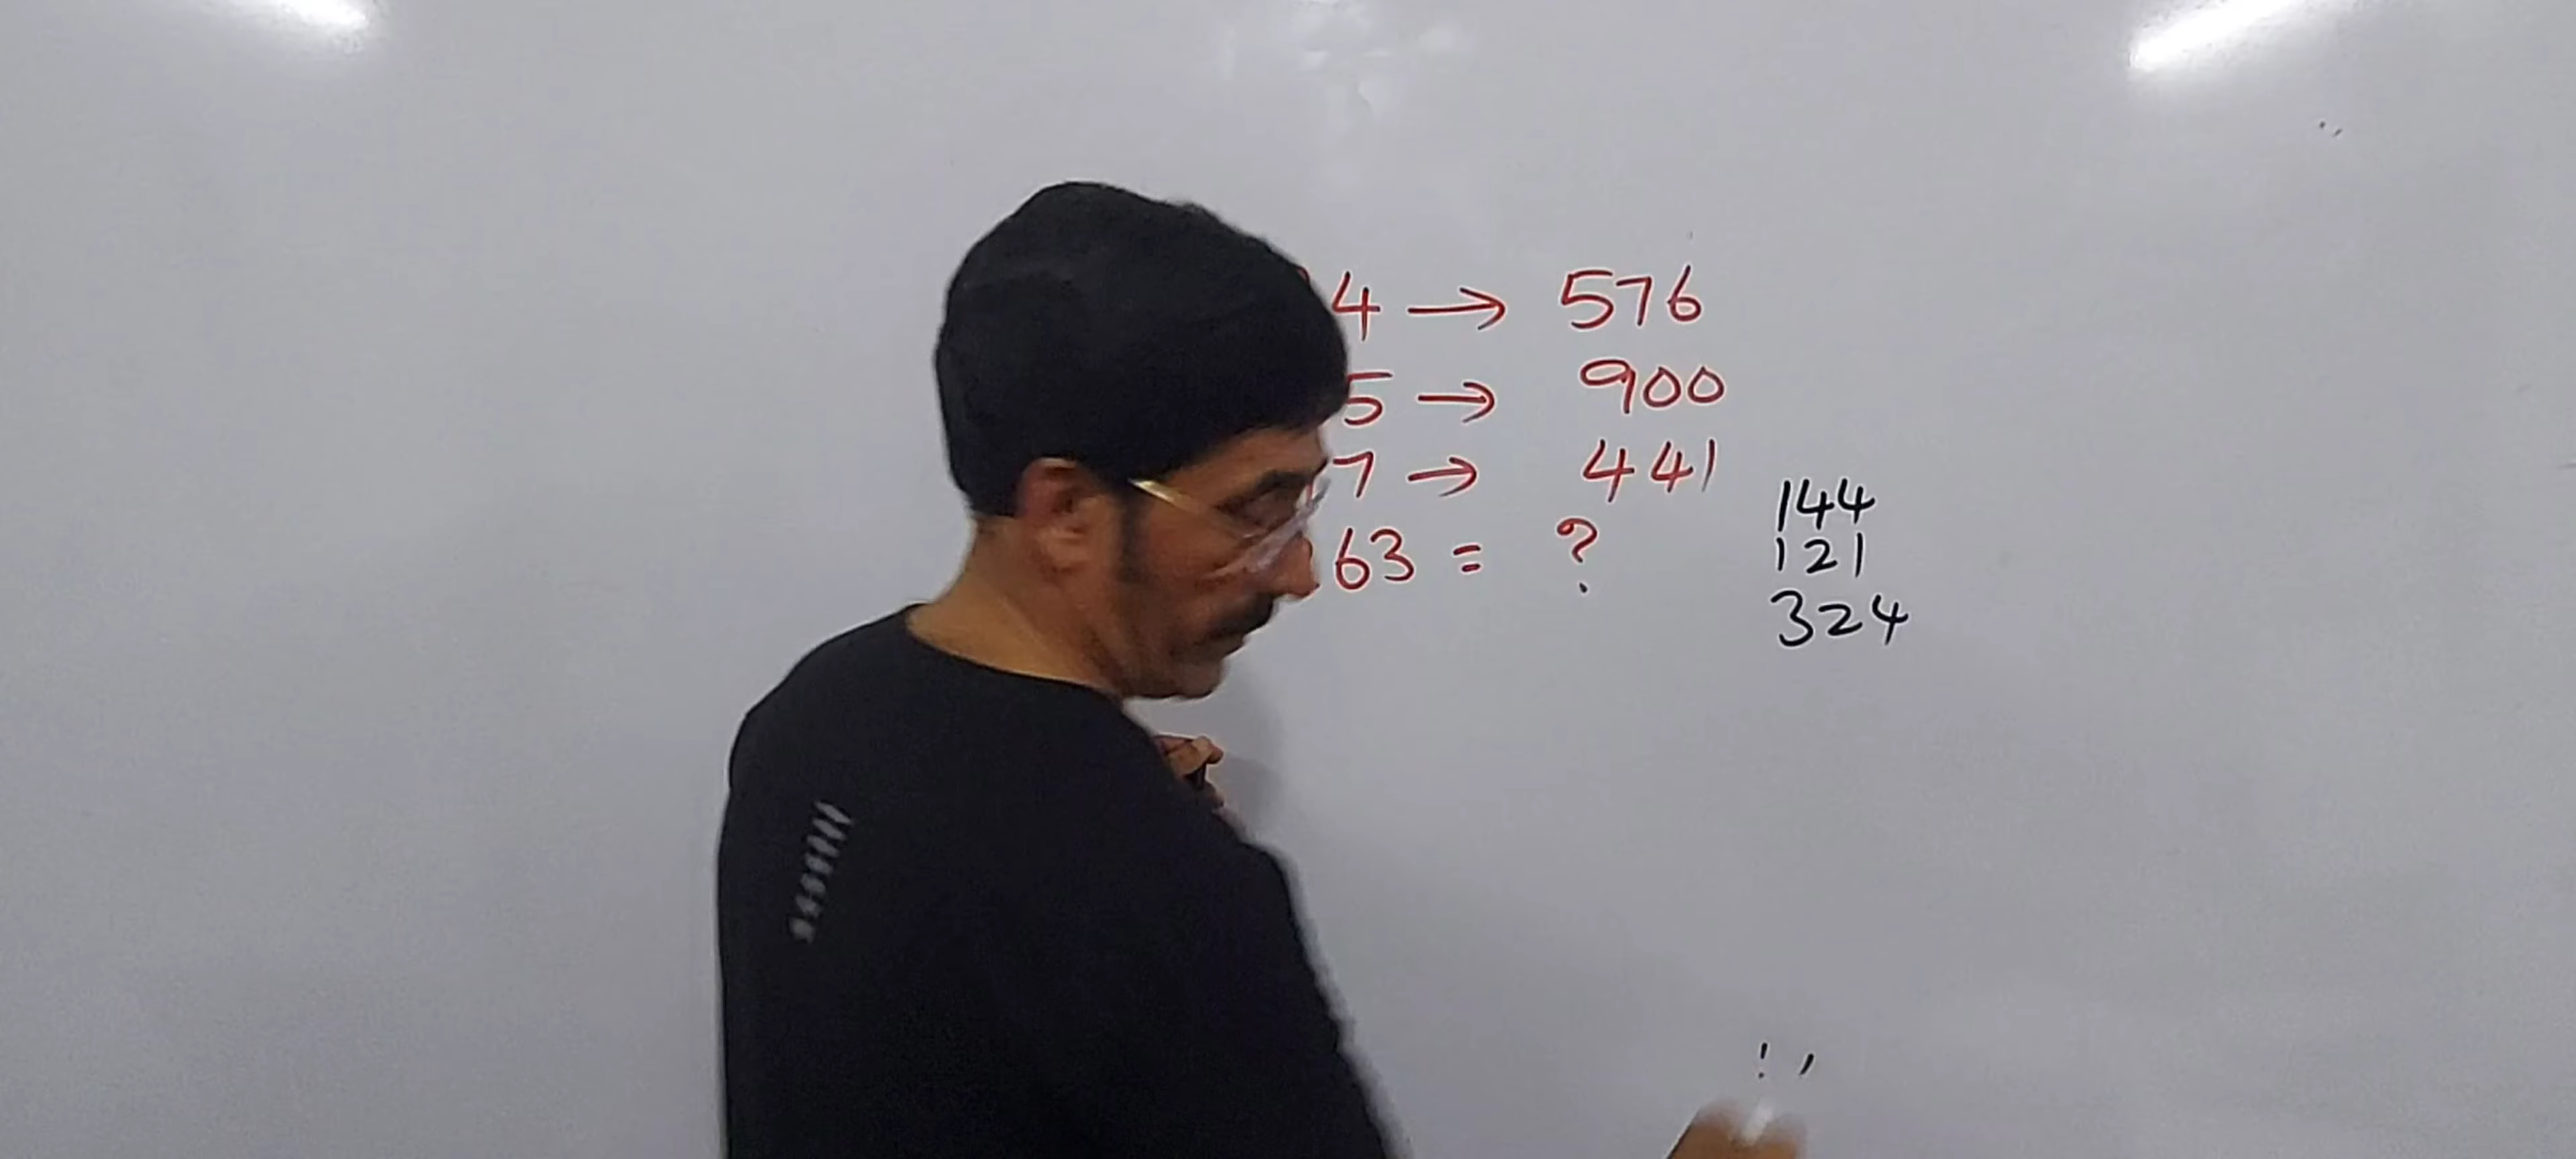 4 → 576
5 → 900
7 → 441
63 = ?
144
121
324